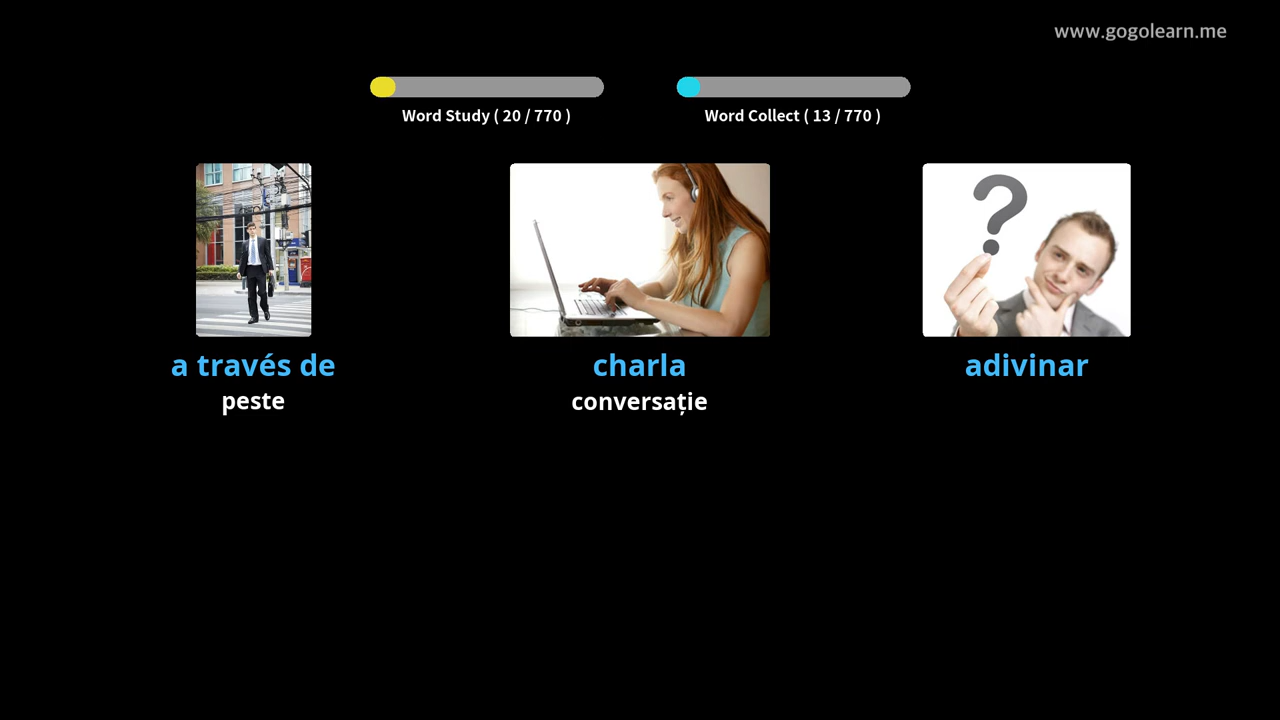 www.gogolearn.me
Word Study ( 20 / 770 )
Word Collect ( 13 / 770 )
a través de
peste
charla
conversație
adivinar